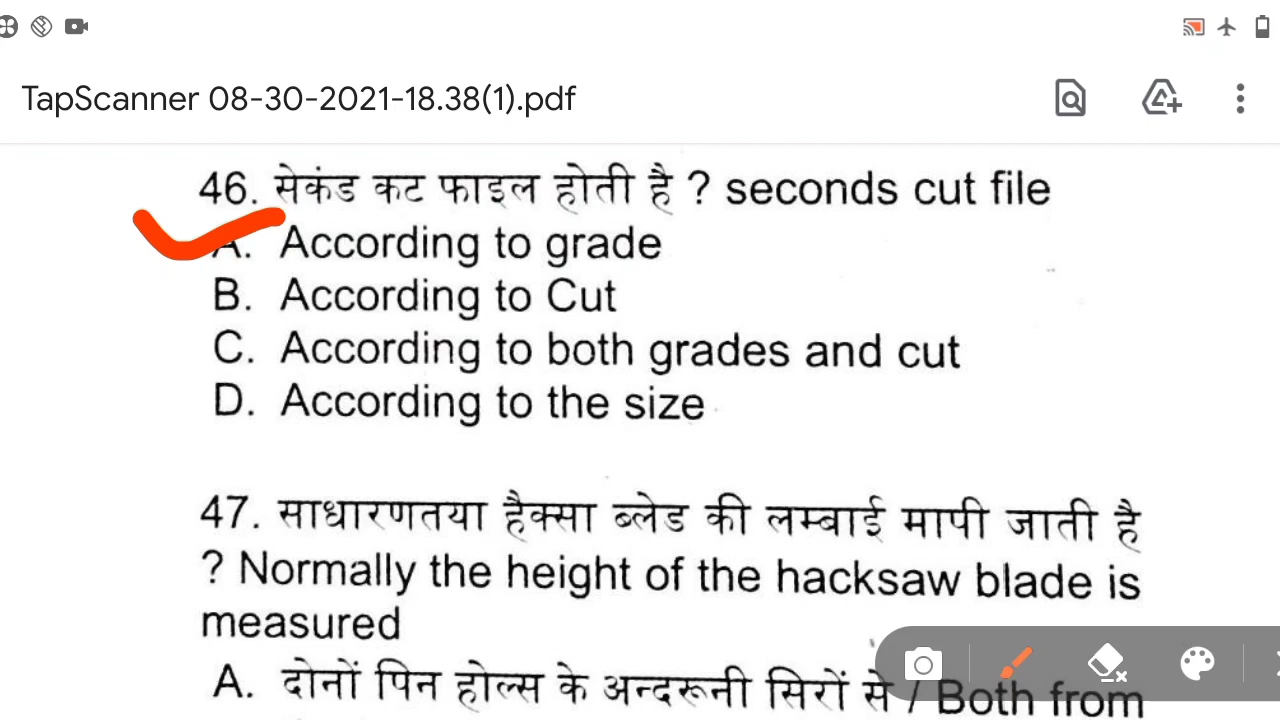 TapScanner 08-30-2021-18.38(1).pdf
46. सेकंड कट फाइल होती है ? seconds cut file
A. According to grade
B. According to Cut
C. According to both grades and cut
D. According to the size
47. साधारणतया हैक्सा ब्लेड की लम्बाई मापी जाती है
? Normally the height of the hacksaw blade is
measured
A. दोनों पिन होल्स के अन्दरूनी सिरों से / Both from